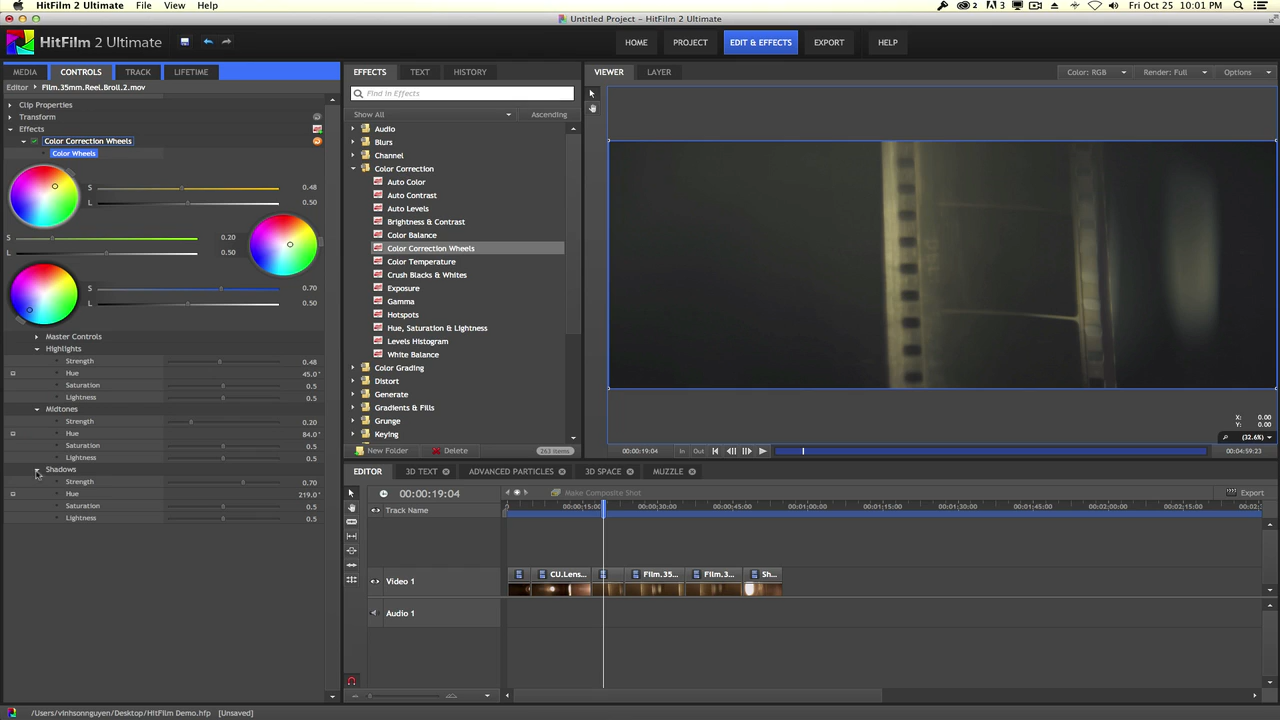 HitFilm 2 Ultimate File View Help
2 3 Fri Oct 25 10:01 PM
Untitled Project - HitFilm 2 Ultimate
HitFilm 2 Ultimate
HOME PROJECT EDIT & EFFECTS EXPORT HELP
MEDIA CONTROLS TRACK LIFETIME
Editor Film.35mm.Reel.Broll.2.mov
Clip Properties
Transform
Effects
Color Correction Wheels
Color Wheels
S 0.48
L 0.50
S 0.20
L 0.50
S 0.70
L 0.50
Master Controls
Highlights
Strength 0.48
Hue 45.0°
Saturation 0.5
Lightness 0.5
Midtones
Strength 0.20
Hue 84.0°
Saturation 0.5
Lightness 0.5
Shadows
Strength 0.70
Hue 219.0°
Saturation 0.5
Lightness 0.5
EFFECTS TEXT HISTORY
Find in Effects
Show All Ascending
Audio
Blurs
Channel
Color Correction
Auto Color
Auto Contrast
Auto Levels
Brightness & Contrast
Color Balance
Color Correction Wheels
Color Temperature
Crush Blacks & Whites
Exposure
Gamma
Hotspots
Hue, Saturation & Lightness
Levels Histogram
White Balance
Color Grading
Distort
Generate
Gradients & Fills
Grunge
Keying
New Folder Delete 263 items
VIEWER LAYER
Color: RGB Render: Full Options
X: 0.00
Y: 0.00
(32.6%)
00:00:19:04 In Out 00:04:59:23
EDITOR 3D TEXT ADVANCED PARTICLES 3D SPACE MUZZLE
00:00:19:04 Make Composite Shot Export
Track Name 0 00:00:15:00 00:00:30:00 00:00:45:00 00:01:00:00 00:01:15:00 00:01:30:00 00:01:45:00 00:02:00:00 00:02:15:00 00:02:
CU.Lens... Film.35... Film.3... Sh...
Video 1
Audio 1
/Users/vinhsonnguyen/Desktop/HitFilm Demo.hfp [Unsaved]